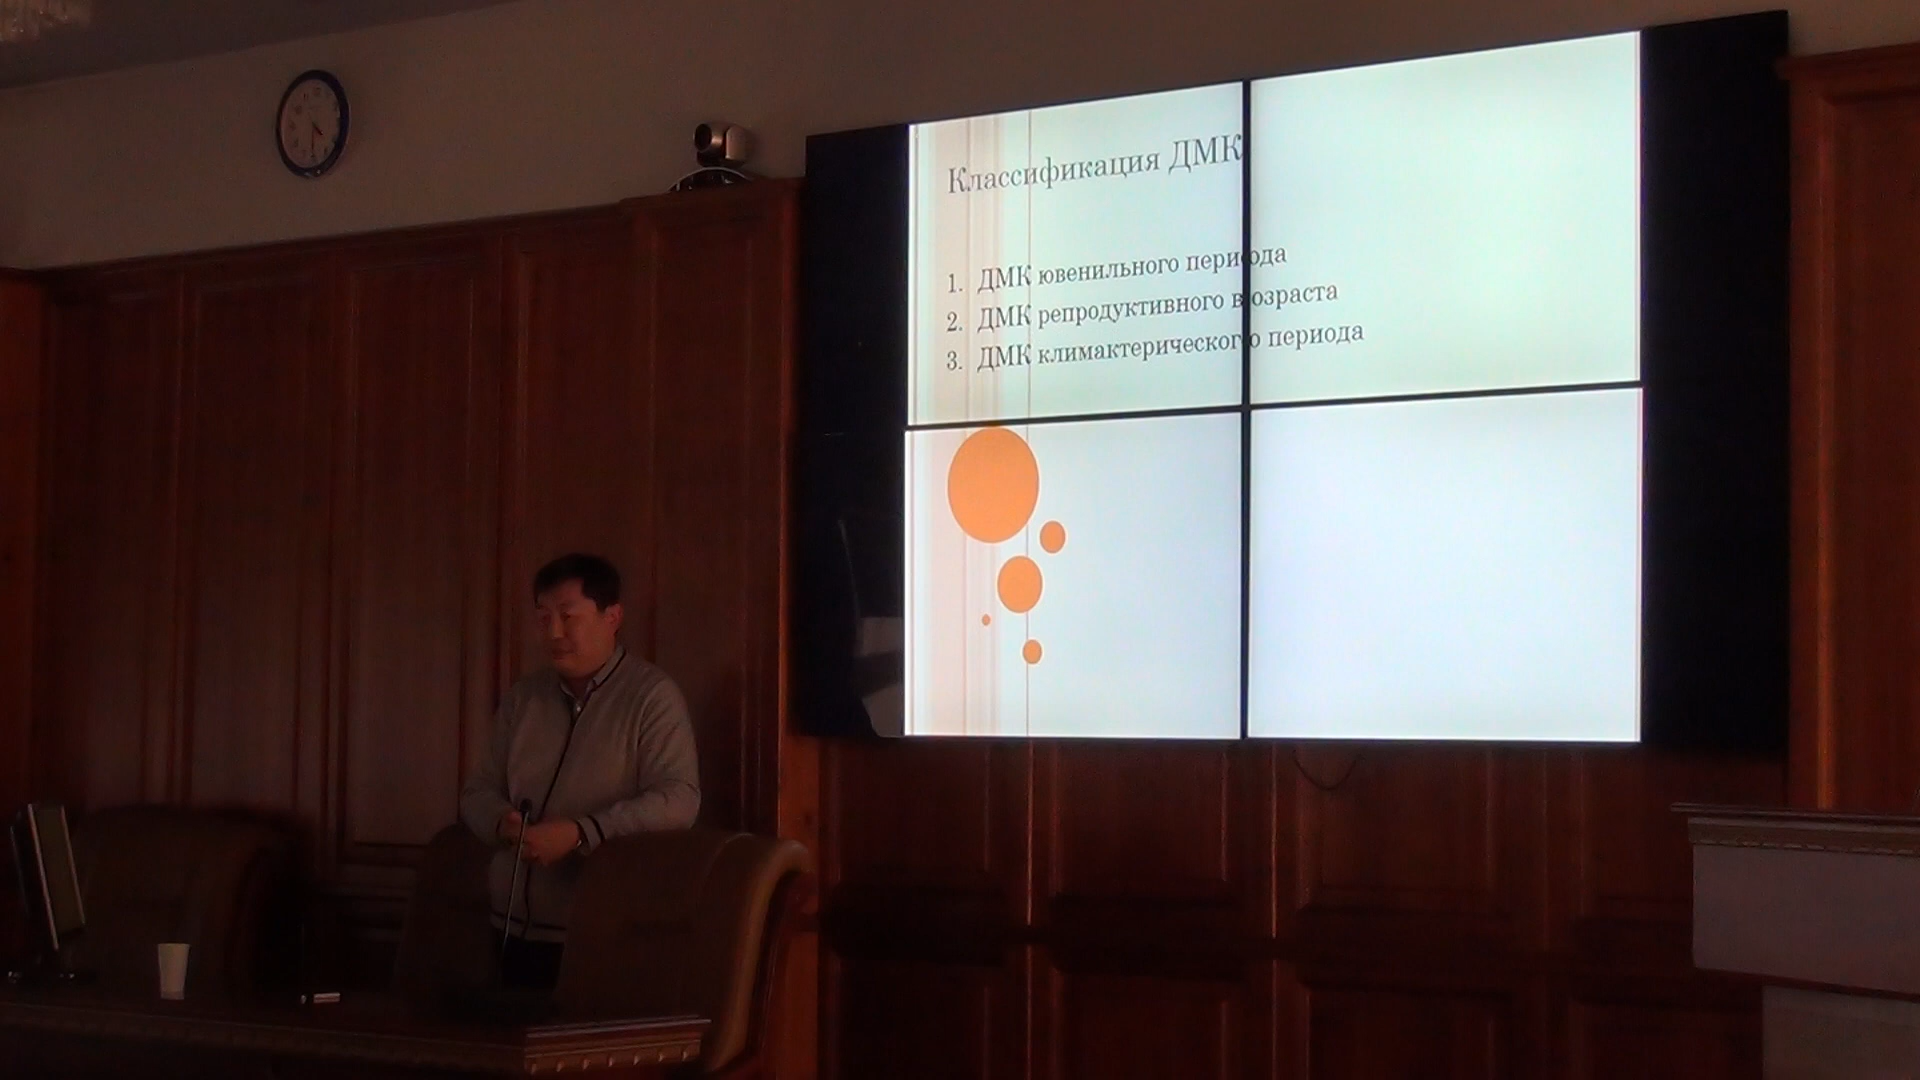 Классификация ДМК
1. ДМК ювенильного периода
2. ДМК репродуктивного возраста
3. ДМК климактерического периода